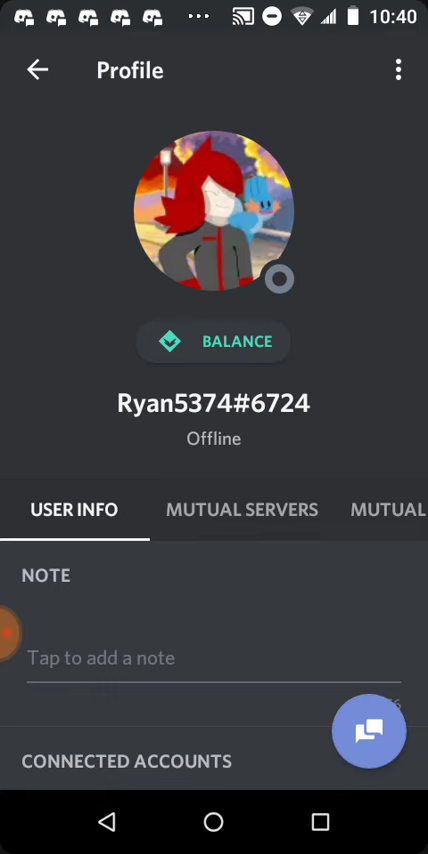 10:40
Profile
BALANCE
Ryan5374#6724
Offline
USER INFO MUTUAL SERVERS MUTUAL
NOTE
Tap to add a note
CONNECTED ACCOUNTS